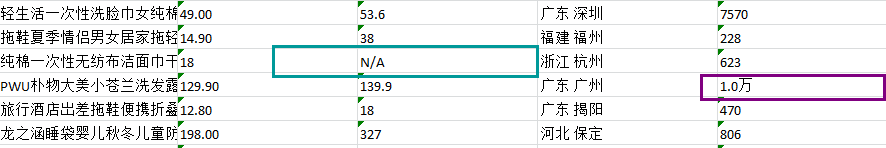 轻生活一次性洗脸巾女纯棉 49.00 53.6 广东 深圳 7570
拖鞋夏季情侣男女居家拖轻 14.90 38 福建 福州 228
纯棉一次性无纺布洁面巾干 18 N/A 浙江 杭州 623
PWU朴物大美小苍兰洗发露 129.90 139.9 广东 广州 1.0万
旅行酒店出差拖鞋便携折叠 12.80 18 广东 揭阳 470
龙之涵睡袋婴儿秋冬儿童防 198.00 327 河北 保定 806